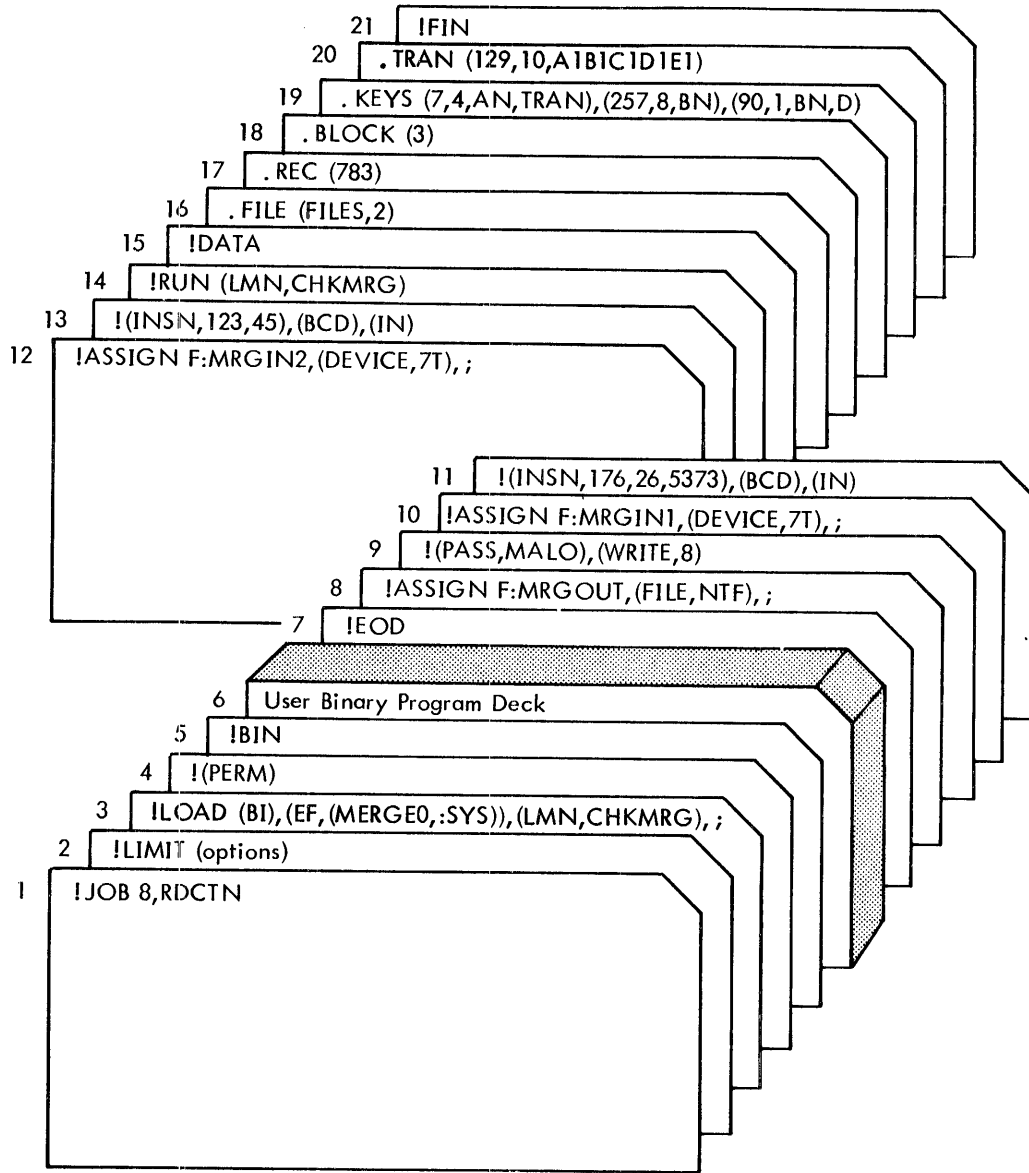 21 !FIN
20 .TRAN (129,10,A1B1C1D1E1)
19 .KEYS (7,4,AN,TRAN),(257,8,BN),(90,1,BN,D)
18 .BLOCK (3)
17 .REC (783)
16 .FILE (FILES,2)
15 !DATA
14 !RUN (LMN,CHKMRG)
13 !(INSN,123,45),(BCD),(IN)
12 !ASSIGN F:MRGIN2,(DEVICE,7T),;
11 !(INSN,176,26,5373),(BCD),(IN)
10 !ASSIGN F:MRGIN1,(DEVICE,7T),;
9 !(PASS,MALO),(WRITE,8)
8 !ASSIGN F:MRGOUT,(FILE,NTF),;
7 !EOD
6 User Binary Program Deck
5 !BIN
4 !(PERM)
3 !LOAD (BI),(EF,(MERGE0,:SYS)),(LMN,CHKMRG),;
2 !LIMIT (options)
1 !JOB 8,RDCTN